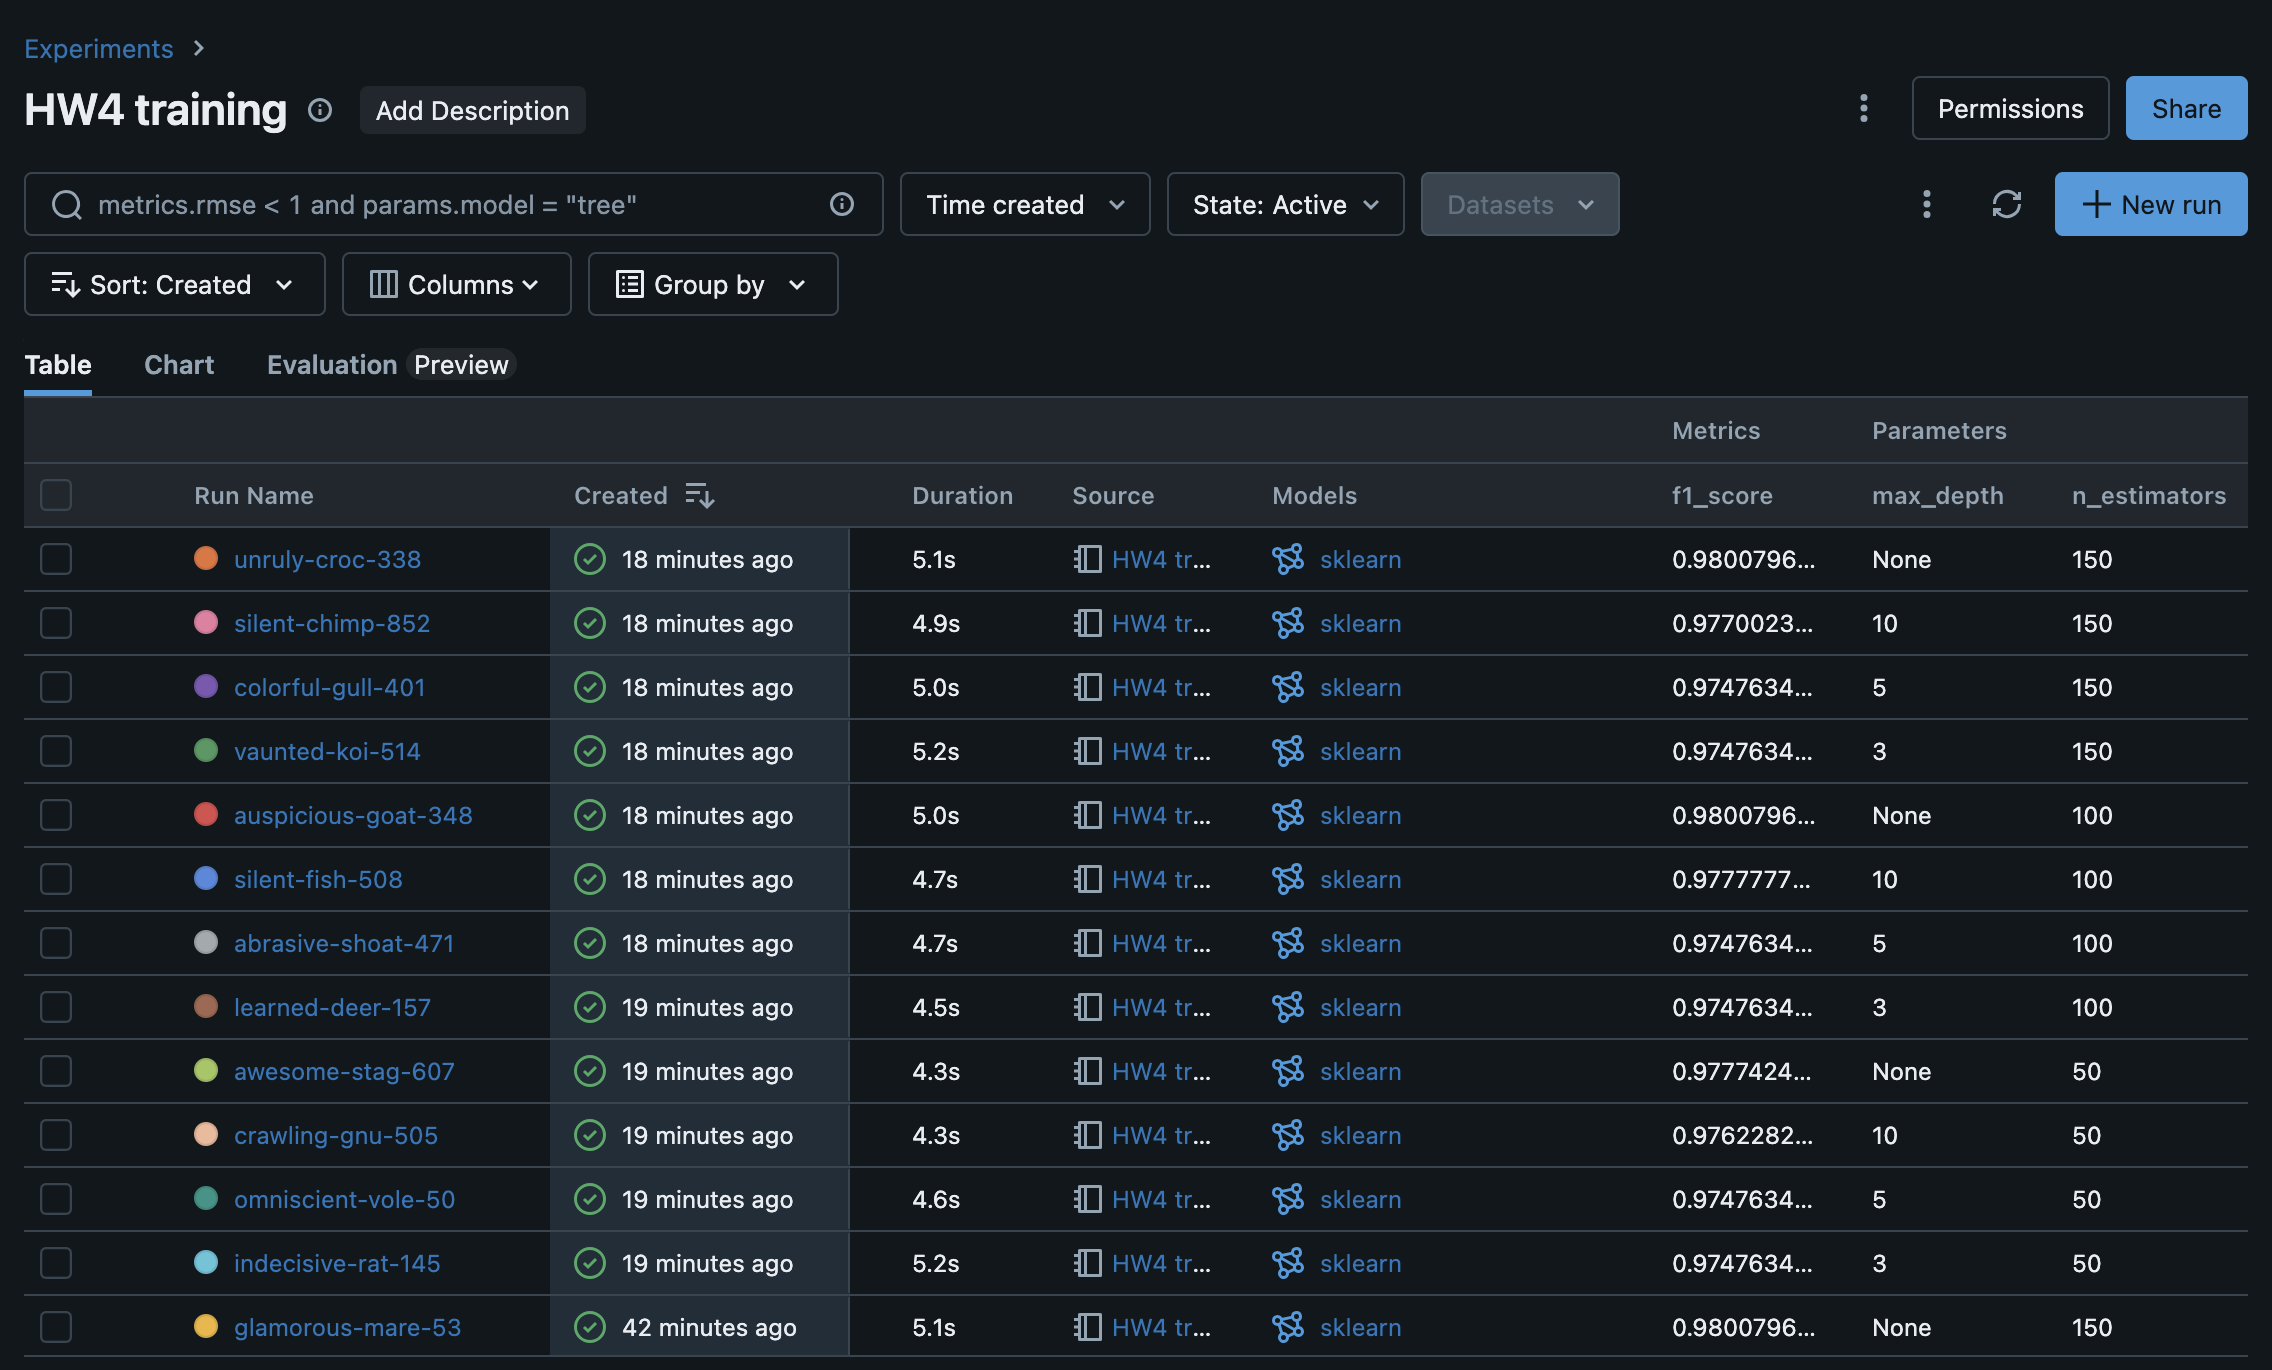 Experiments
HW4 training Add Description Permissions Share
metrics.rmse < 1 and params.model = "tree" Time created State: Active Datasets New run
Sort: Created Columns Group by
Table Chart Evaluation Preview
Metrics Parameters
Run Name Created Duration Source Models f1_score max_depth n_estimators
unruly-croc-338 18 minutes ago 5.1s HW4 tr... sklearn 0.9800796... None 150
silent-chimp-852 18 minutes ago 4.9s HW4 tr... sklearn 0.9770023... 10 150
colorful-gull-401 18 minutes ago 5.0s HW4 tr... sklearn 0.9747634... 5 150
vaunted-koi-514 18 minutes ago 5.2s HW4 tr... sklearn 0.9747634... 3 150
auspicious-goat-348 18 minutes ago 5.0s HW4 tr... sklearn 0.9800796... None 100
silent-fish-508 18 minutes ago 4.7s HW4 tr... sklearn 0.9777777... 10 100
abrasive-shoat-471 18 minutes ago 4.7s HW4 tr... sklearn 0.9747634... 5 100
learned-deer-157 19 minutes ago 4.5s HW4 tr... sklearn 0.9747634... 3 100
awesome-stag-607 19 minutes ago 4.3s HW4 tr... sklearn 0.9777424... None 50
crawling-gnu-505 19 minutes ago 4.3s HW4 tr... sklearn 0.9762282... 10 50
omniscient-vole-50 19 minutes ago 4.6s HW4 tr... sklearn 0.9747634... 5 50
indecisive-rat-145 19 minutes ago 5.2s HW4 tr... sklearn 0.9747634... 3 50
glamorous-mare-53 42 minutes ago 5.1s HW4 tr... sklearn 0.9800796... None 150